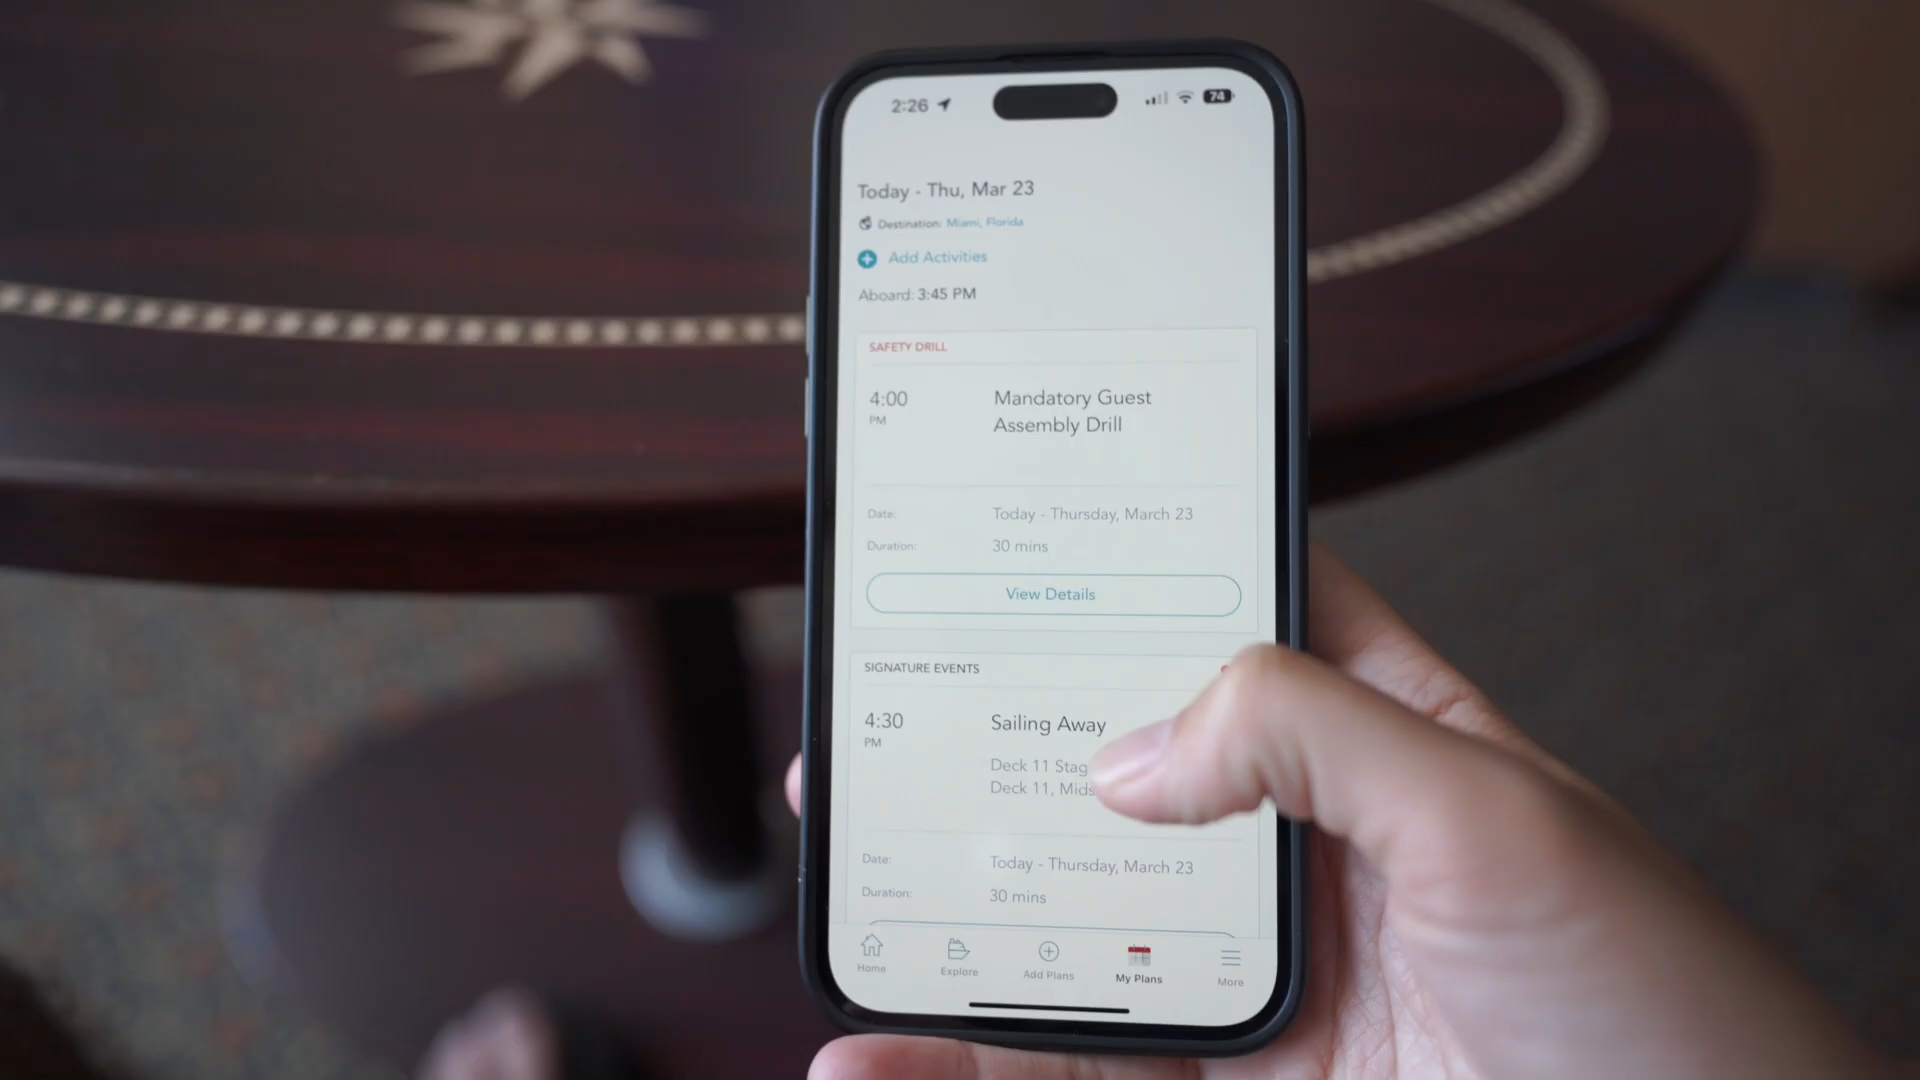 2:26
74
Today - Thu, Mar 23
Destination: Miami, Florida
Add Activities
Aboard: 3:45 PM
SAFETY DRILL
4:00
PM
Mandatory Guest
Assembly Drill
Date:
Today - Thursday, March 23
Duration:
30 mins
View Details
SIGNATURE EVENTS
4:30
PM
Sailing Away
Deck 11
Deck 11,
Date:
Today - Thursday, March 23
Duration:
30 mins
Home
Explore
Add Plans
My Plans
More